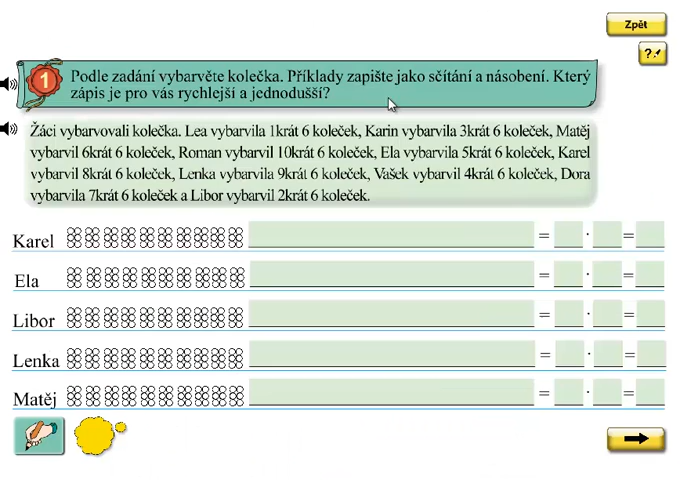 Zpět
?
1
Podle zadání vybarvěte kolečka. Příklady zapište jako sčítání a násobení. Který
zápis je pro vás rychlejší a jednodušší?
Žáci vybarvovali kolečka. Lea vybarvila 1krát 6 koleček, Karin vybarvila 3krát 6 koleček, Matěj
vybarvil 6krát 6 koleček, Roman vybarvil 10krát 6 koleček, Ela vybarvila 5krát 6 koleček, Karel
vybarvil 8krát 6 koleček, Lenka vybarvila 9krát 6 koleček, Vašek vybarvil 4krát 6 koleček, Dora
vybarvila 7krát 6 koleček a Libor vybarvil 2krát 6 koleček.
Karel = · =
Ela = · =
Libor = · =
Lenka = · =
Matěj = · =